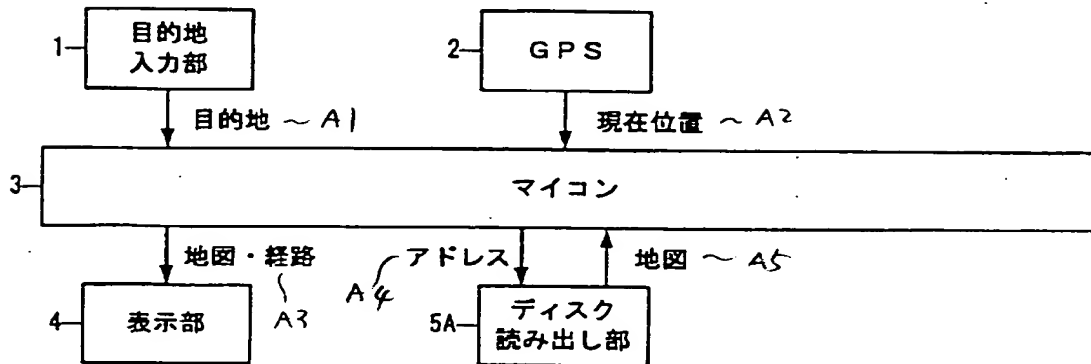 1
目的地
入力部
2
GPS
目的地 ～ A1
現在位置 ～ A2
3
マイコン
地図・経路
A3
アドレス
A4
地図 ～ A5
4
表示部
5A
ディスク
読み出し部